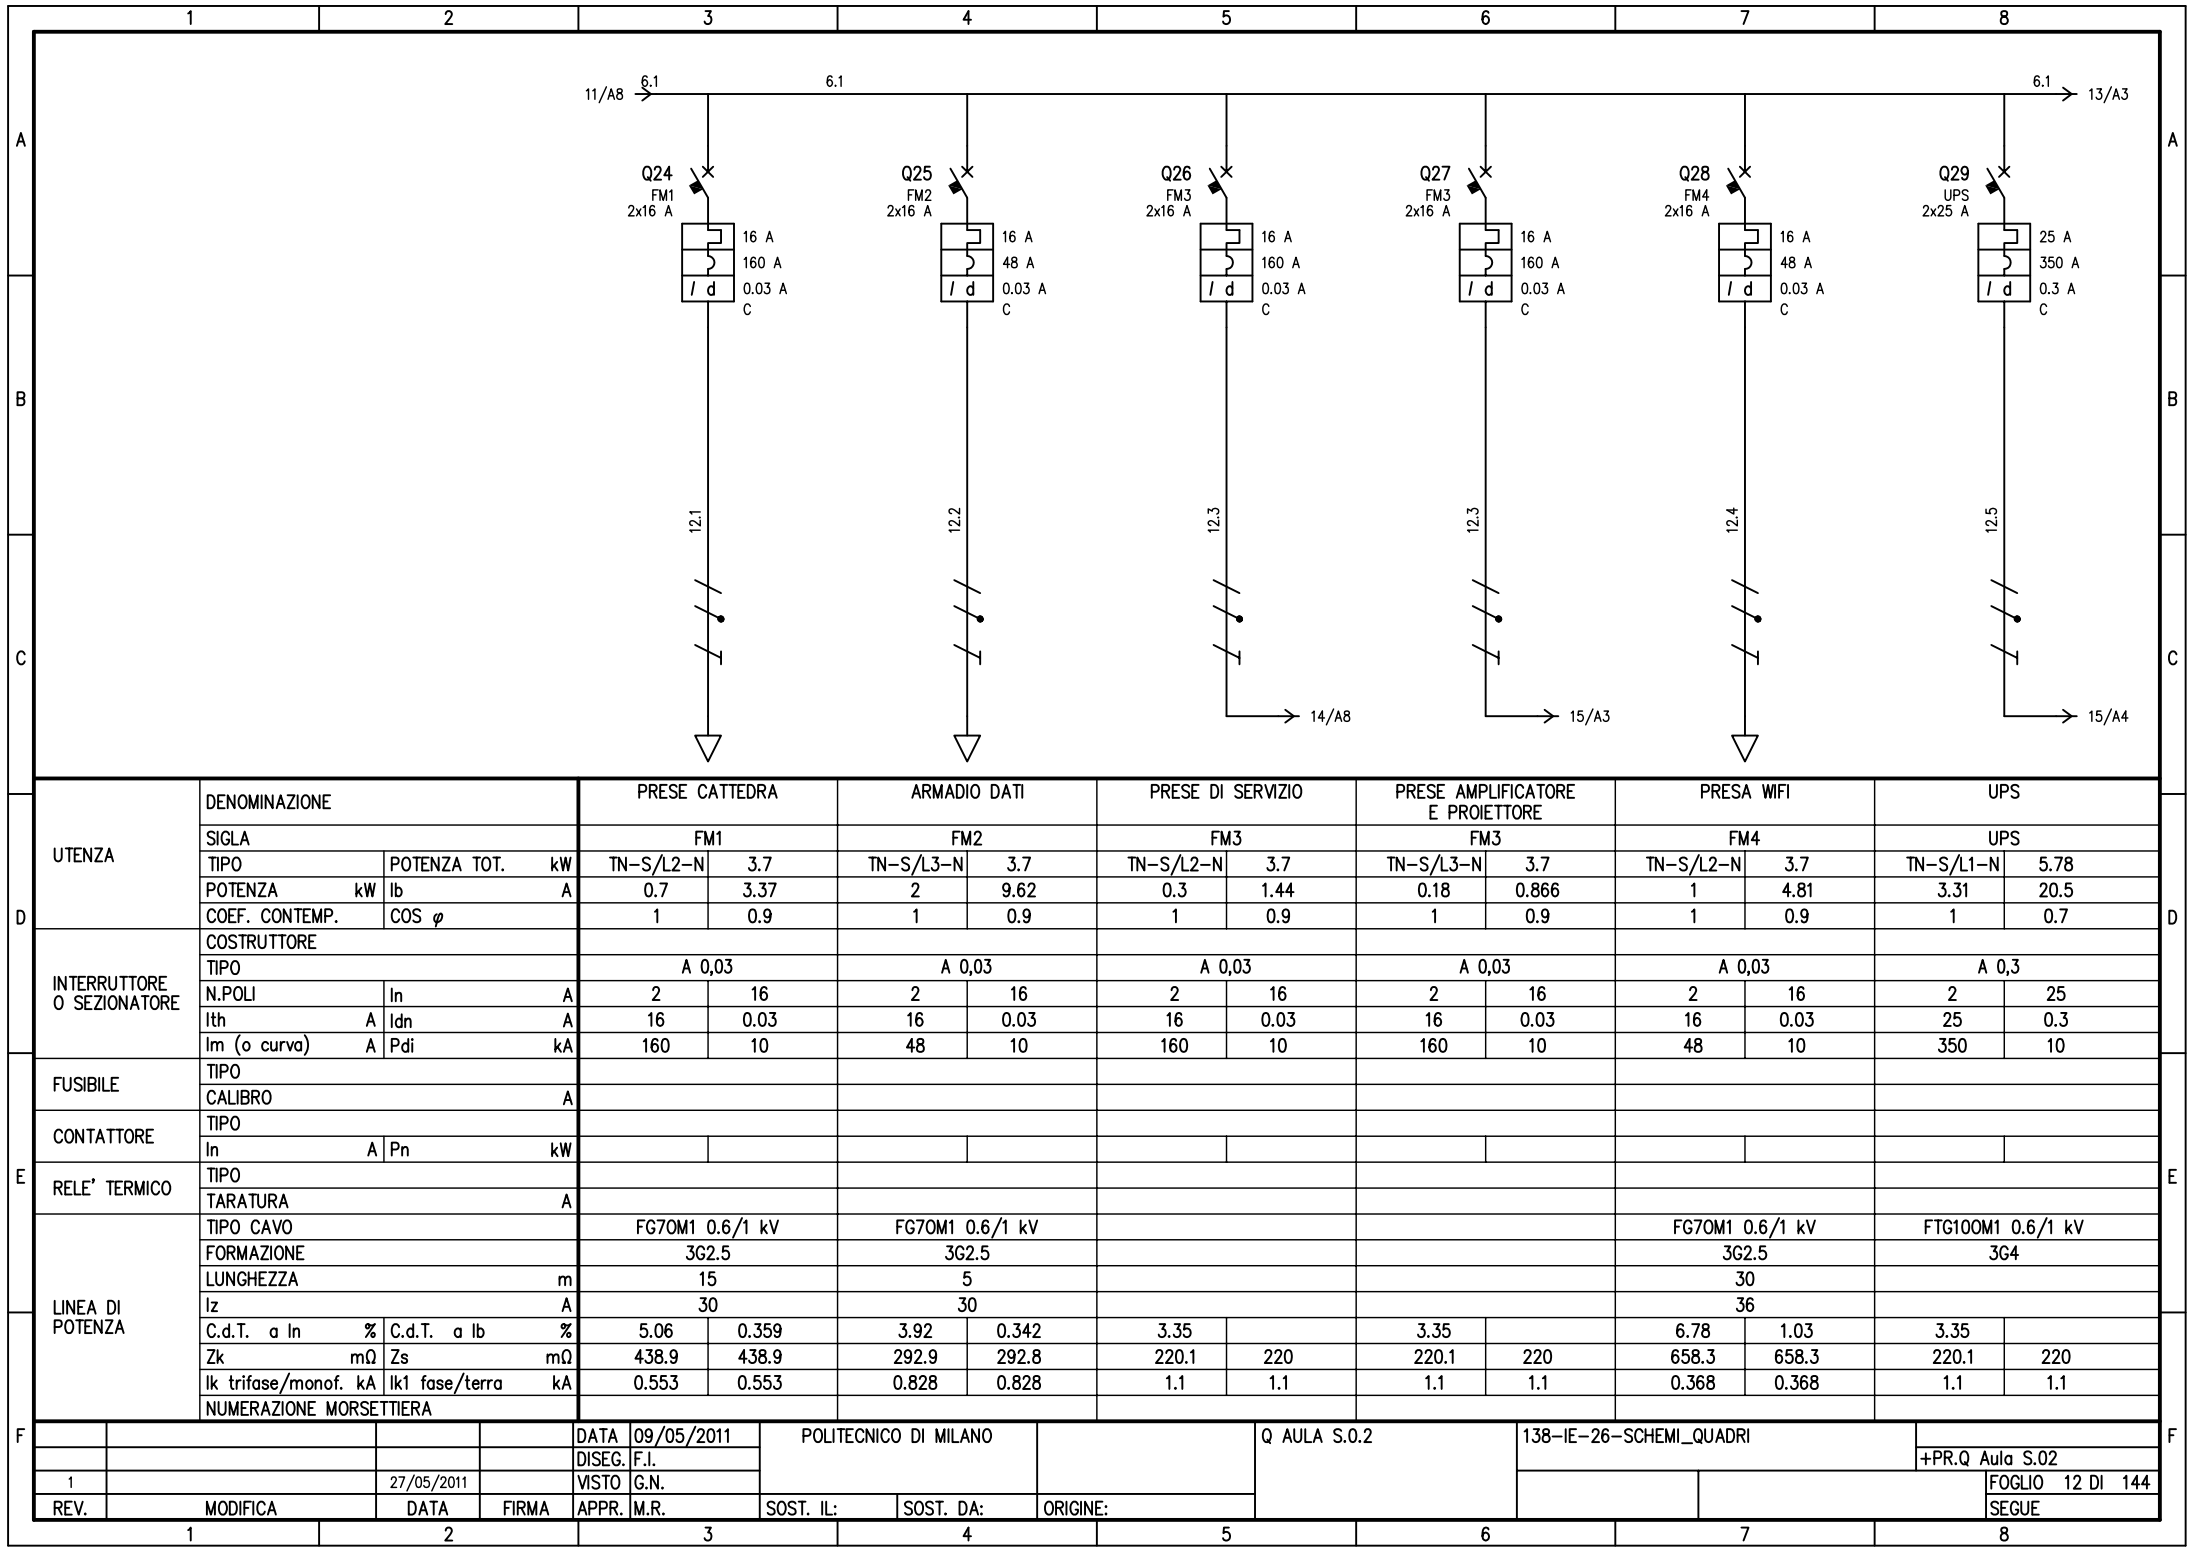 1 2 3 4 5 6 7 8
11/A8 6.1 6.1 6.1 13/A3
A A
Q24 Q25 Q26 Q27 Q28 Q29
FM1 FM2 FM3 FM3 FM4 UPS
2x16 A 2x16 A 2x16 A 2x16 A 2x16 A 2x25 A
16 A 16 A 16 A 16 A 16 A 25 A
160 A 48 A 160 A 160 A 48 A 350 A
I d 0.03 A I d 0.03 A I d 0.03 A I d 0.03 A I d 0.03 A I d 0.3 A
C C C C C C
B B
12.1 12.2 12.3 12.3 12.4 12.5
C C
14/A8 15/A3 15/A4
UTENZA
DENOMINAZIONE PRESE CATTEDRA ARMADIO DATI PRESE DI SERVIZIO PRESE AMPLIFICATORE E PROIETTORE PRESA WIFI UPS
SIGLA FM1 FM2 FM3 FM3 FM4 UPS
TIPO POTENZA TOT. kW TN-S/L2-N 3.7 TN-S/L3-N 3.7 TN-S/L2-N 3.7 TN-S/L3-N 3.7 TN-S/L2-N 3.7 TN-S/L1-N 5.78
POTENZA kW Ib A 0.7 3.37 2 9.62 0.3 1.44 0.18 0.866 1 4.81 3.31 20.5
D COEF. CONTEMP. COS φ 1 0.9 1 0.9 1 0.9 1 0.9 1 0.9 1 0.7 D
INTERRUTTORE
O SEZIONATORE
COSTRUTTORE
TIPO A 0,03 A 0,03 A 0,03 A 0,03 A 0,03 A 0,3
N.POLI In A 2 16 2 16 2 16 2 16 2 16 2 25
Ith A Idn A 16 0.03 16 0.03 16 0.03 16 0.03 16 0.03 25 0.3
Im (o curva) A Pdi kA 160 10 48 10 160 10 160 10 48 10 350 10
FUSIBILE
TIPO
CALIBRO A
CONTATTORE
TIPO
In A Pn kW
E E
RELE' TERMICO
TIPO
TARATURA A
LINEA DI
POTENZA
TIPO CAVO FG7OM1 0.6/1 kV FG7OM1 0.6/1 kV FG7OM1 0.6/1 kV FTG10OM1 0.6/1 kV
FORMAZIONE 3G2.5 3G2.5 3G2.5 3G4
LUNGHEZZA m 15 5 30
Iz A 30 30 36
C.d.T. a In % C.d.T. a Ib % 5.06 0.359 3.92 0.342 3.35 3.35 6.78 1.03 3.35
Zk mΩ Zs mΩ 438.9 438.9 292.9 292.8 220.1 220 220.1 220 658.3 658.3 220.1 220
Ik trifase/monof. kA Ik1 fase/terra kA 0.553 0.553 0.828 0.828 1.1 1.1 1.1 1.1 0.368 0.368 1.1 1.1
NUMERAZIONE MORSETTIERA
F DATA 09/05/2011 POLITECNICO DI MILANO Q AULA S.0.2 138-IE-26-SCHEMI_QUADRI F
DISEG. F.I. +PR.Q Aula S.02
1 27/05/2011 VISTO G.N. FOGLIO 12 DI 144
REV. MODIFICA DATA FIRMA APPR. M.R. SOST. IL: SOST. DA: ORIGINE: SEGUE
1 2 3 4 5 6 7 8